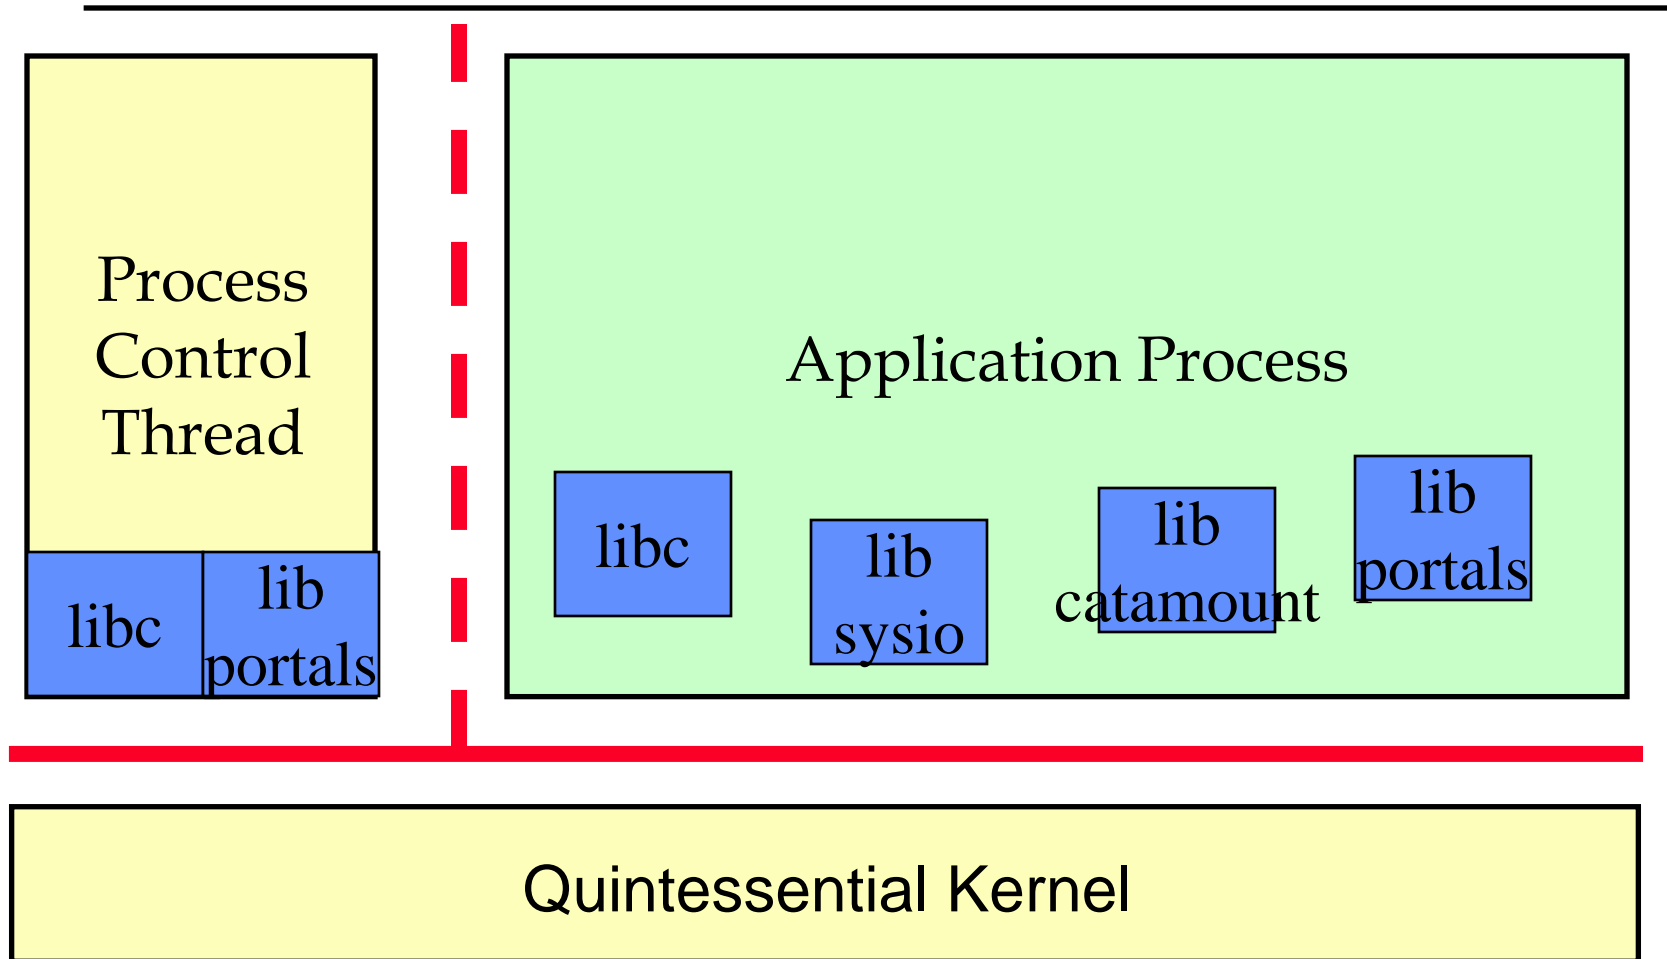 Process
Control
Thread
libc
lib
portals
Application Process
libc
lib
sysio
lib
catamount
lib
portals
Quintessential Kernel